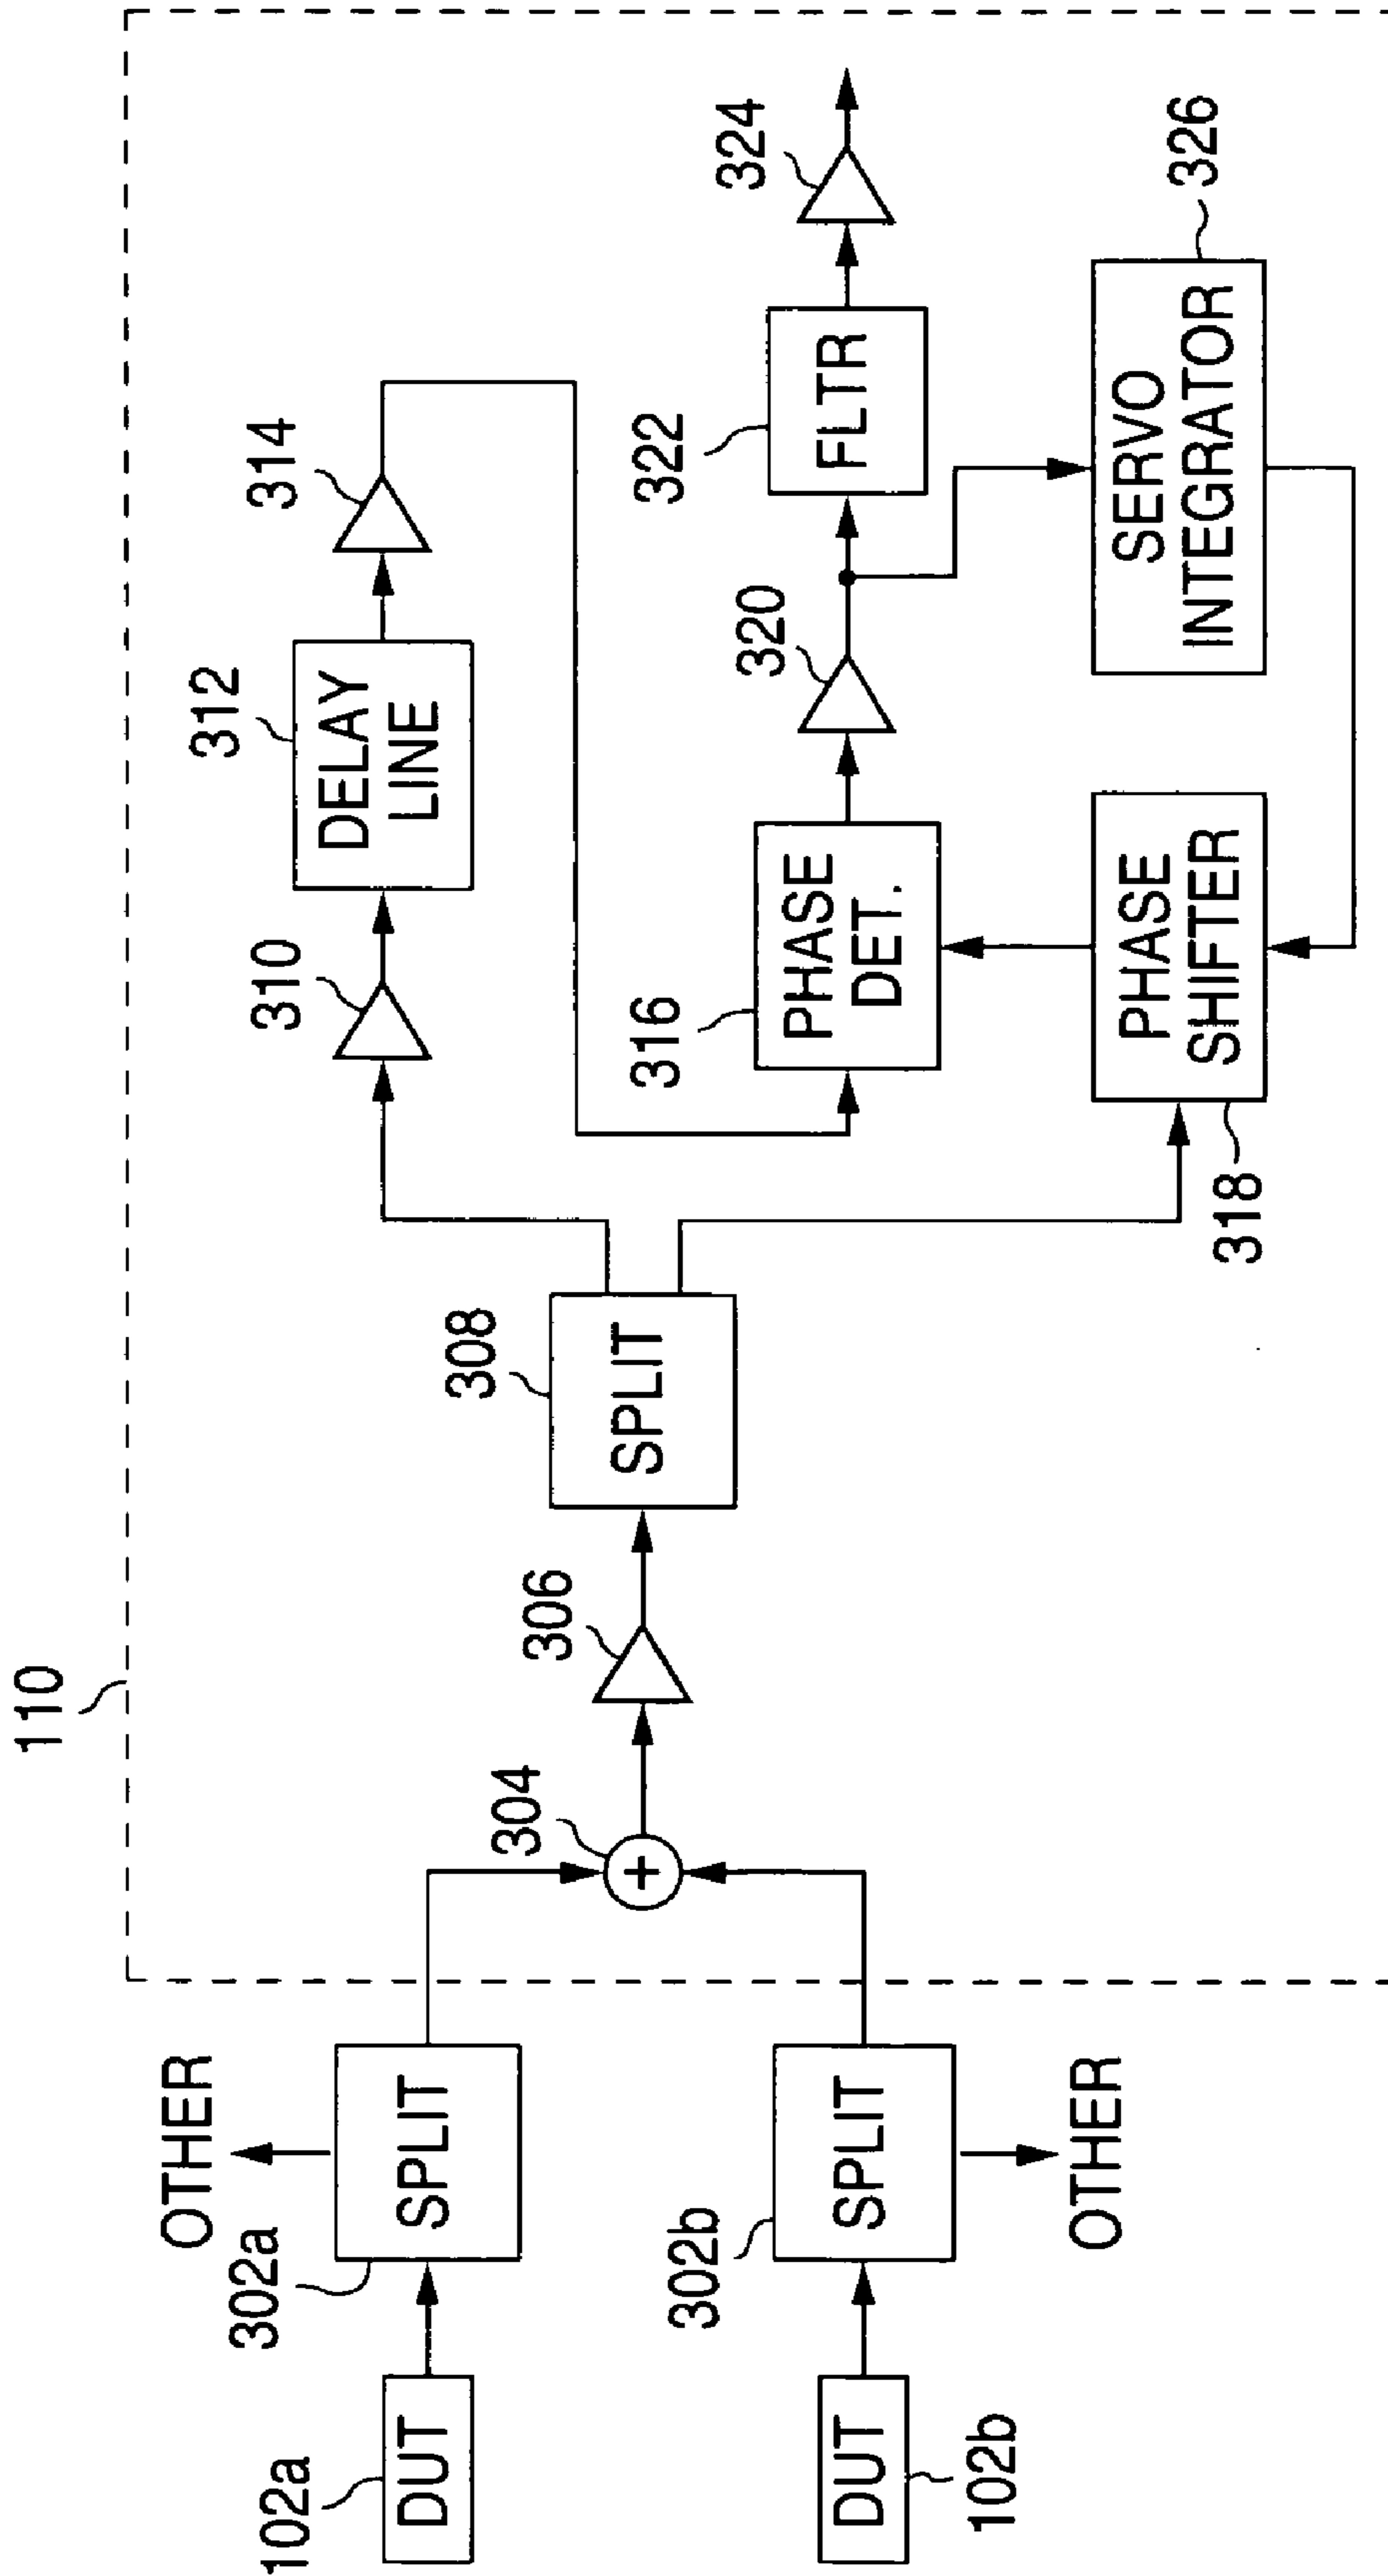 110
314
324
312
DELAY
LINE
322
FLTR
326
SERVO
INTEGRATOR
310
320
316
PHASE
DET.
PHASE
SHIFTER
318
308
SPLIT
306
304
OTHER
302a
SPLIT
302b
SPLIT
OTHER
102a
DUT
DUT
102b